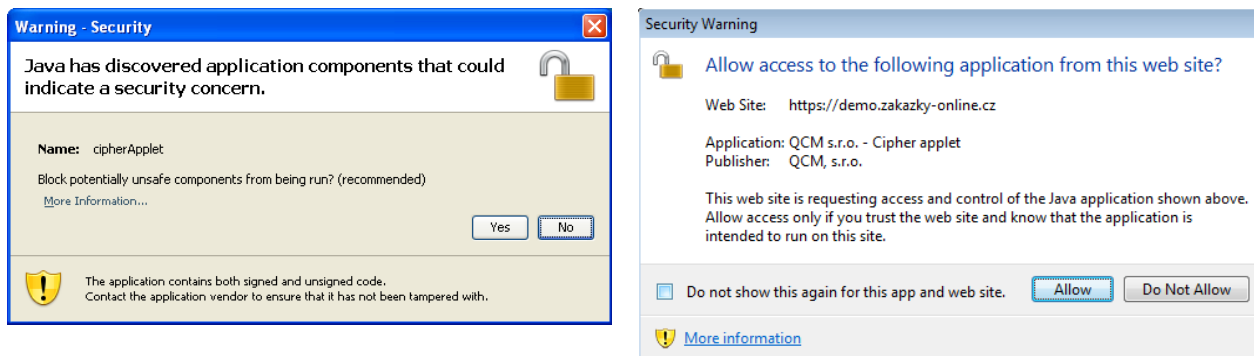 Warning - Security
Java has discovered application components that could
indicate a security concern.
Name: cipherApplet
Block potentially unsafe components from being run? (recommended)
More Information...
Yes No
The application contains both signed and unsigned code.
Contact the application vendor to ensure that it has not been tampered with.
Security Warning
Allow access to the following application from this web site?
Web Site: https://demo.zakazky-online.cz
Application: QCM s.r.o. - Cipher applet
Publisher: QCM, s.r.o.
This web site is requesting access and control of the Java application shown above.
Allow access only if you trust the web site and know that the application is
intended to run on this site.
Do not show this again for this app and web site. Allow Do Not Allow
More information